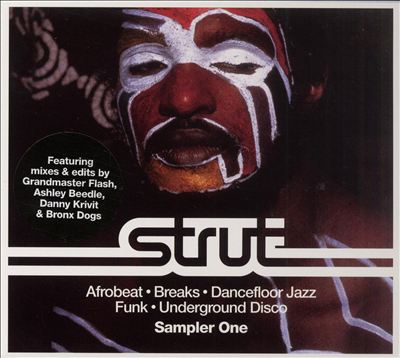 Featuring
mixes & edits by
Grandmaster Flash,
Ashley Beedle,
Danny Krivit
& Bronx Dogs
strut
Afrobeat • Breaks • Dancefloor Jazz
Funk • Underground Disco
Sampler One